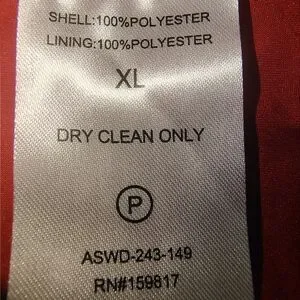 SHELL:100%POLYESTER
LINING:100%POLYESTER
XL
DRY CLEAN ONLY
P
ASWD-243-149
RN#159817